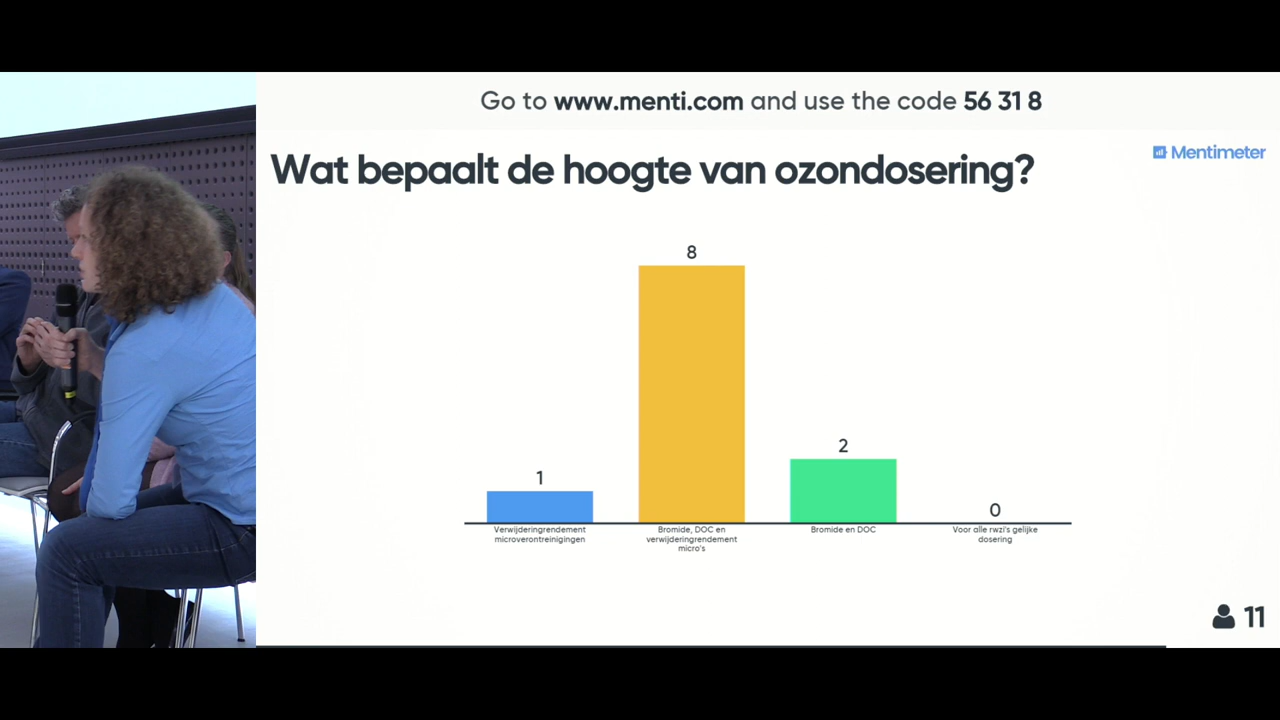 Go to www.menti.com and use the code 56 31 8
Mentimeter
Wat bepaalt de hoogte van ozondosering?
8
2
1
0
Verwijderingrendement
microverontreinigingen
Bromide, DOC en
verwijderingrendement
micro's
Bromide en DOC
Voor alle rwzi's gelijke
dosering
11